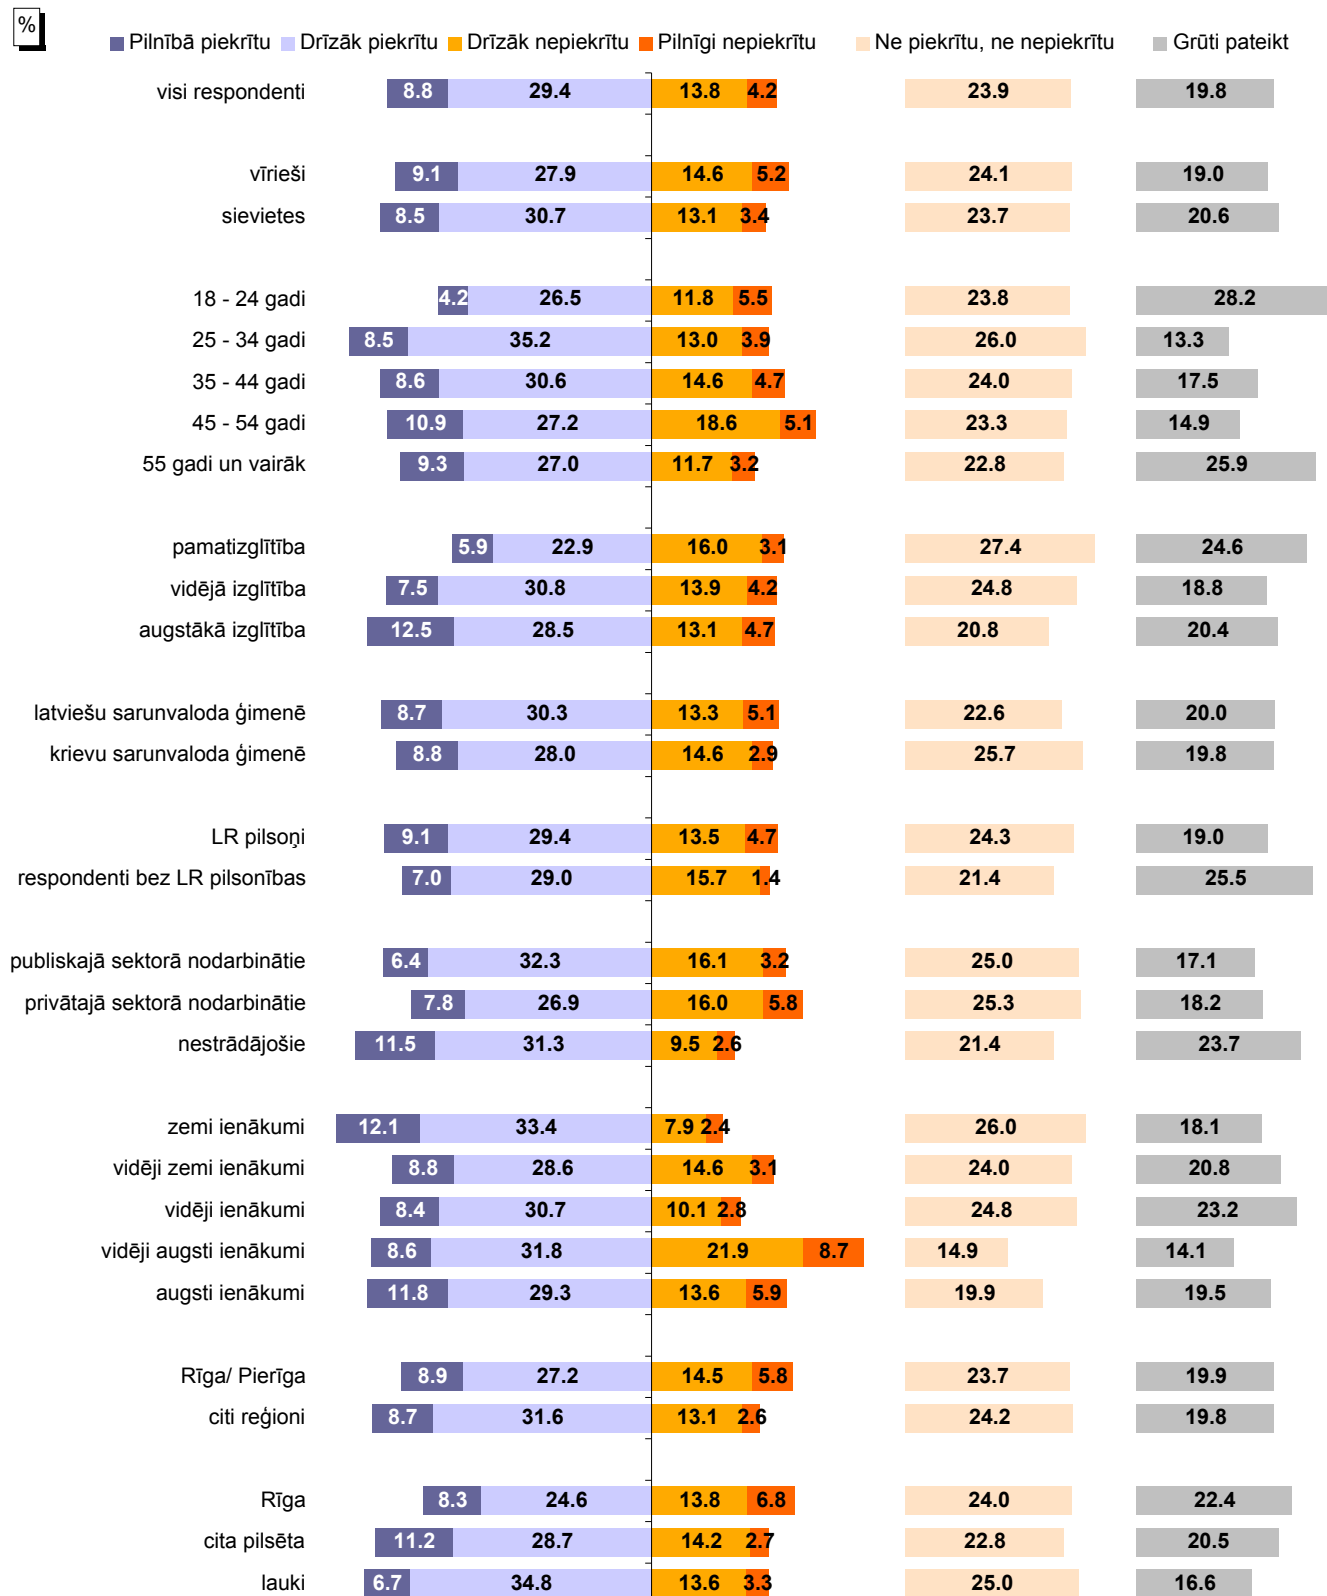 %
Pilnībā piekrītu Drīzāk piekrītu Drīzāk nepiekrītu Pilnīgi nepiekrītu Ne piekrītu, ne nepiekrītu Grūti pateikt
visi respondenti 8.8 29.4 13.8 4.2 23.9 19.8
vīrieši 9.1 27.9 14.6 5.2 24.1 19.0
sievietes 8.5 30.7 13.1 3.4 23.7 20.6
18 - 24 gadi 4.2 26.5 11.8 5.5 23.8 28.2
25 - 34 gadi 8.5 35.2 13.0 3.9 26.0 13.3
35 - 44 gadi 8.6 30.6 14.6 4.7 24.0 17.5
45 - 54 gadi 10.9 27.2 18.6 5.1 23.3 14.9
55 gadi un vairāk 9.3 27.0 11.7 3.2 22.8 25.9
pamatizglītība 5.9 22.9 16.0 3.1 27.4 24.6
vidējā izglītība 7.5 30.8 13.9 4.2 24.8 18.8
augstākā izglītība 12.5 28.5 13.1 4.7 20.8 20.4
latviešu sarunvaloda ģimenē 8.7 30.3 13.3 5.1 22.6 20.0
krievu sarunvaloda ģimenē 8.8 28.0 14.6 2.9 25.7 19.8
LR pilsoņi 9.1 29.4 13.5 4.7 24.3 19.0
respondenti bez LR pilsonības 7.0 29.0 15.7 1.4 21.4 25.5
publiskajā sektorā nodarbinātie 6.4 32.3 16.1 3.2 25.0 17.1
privātajā sektorā nodarbinātie 7.8 26.9 16.0 5.8 25.3 18.2
nestrādājošie 11.5 31.3 9.5 2.6 21.4 23.7
zemi ienākumi 12.1 33.4 7.9 2.4 26.0 18.1
vidēji zemi ienākumi 8.8 28.6 14.6 3.1 24.0 20.8
vidēji ienākumi 8.4 30.7 10.1 2.8 24.8 23.2
vidēji augsti ienākumi 8.6 31.8 21.9 8.7 14.9 14.1
augsti ienākumi 11.8 29.3 13.6 5.9 19.9 19.5
Rīga/ Pierīga 8.9 27.2 14.5 5.8 23.7 19.9
citi reģioni 8.7 31.6 13.1 2.6 24.2 19.8
Rīga 8.3 24.6 13.8 6.8 24.0 22.4
cita pilsēta 11.2 28.7 14.2 2.7 22.8 20.5
lauki 6.7 34.8 13.6 3.3 25.0 16.6